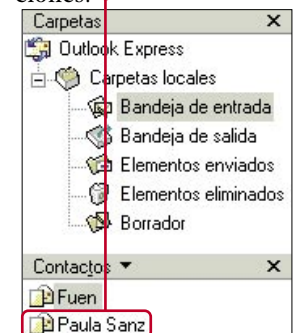 ciones.
Carpetas
Outlook Express
Carpetas locales
Bandeja de entrada
Bandeja de salida
Elementos enviados
Elementos eliminados
Borrador
Contactos
Fuen
Paula Sanz